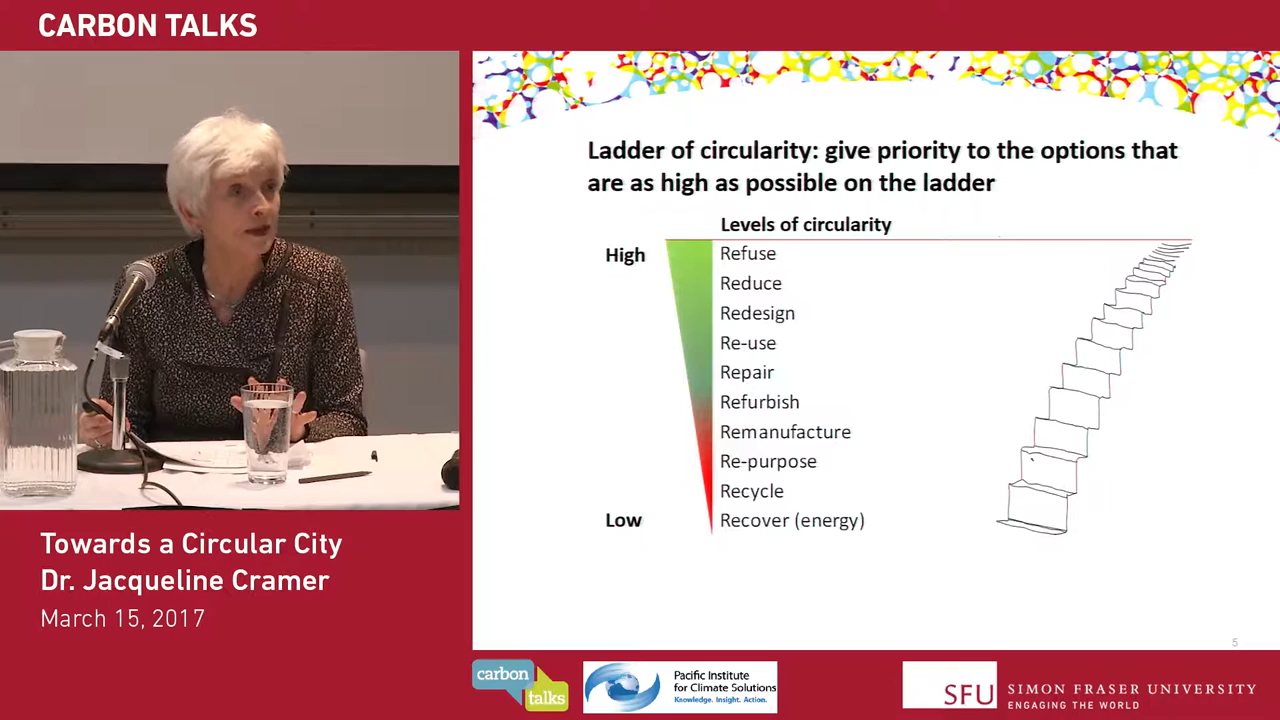 CARBON TALKS
Ladder of circularity: give priority to the options that
are as high as possible on the ladder
Levels of circularity
High
Refuse
Reduce
Redesign
Re-use
Repair
Refurbish
Remanufacture
Re-purpose
Recycle
Low
Recover (energy)
5
Towards a Circular City
Dr. Jacqueline Cramer
March 15, 2017
carbon
talks
Pacific Institute
for Climate Solutions
Knowledge. Insight. Action.
SFU
SIMON FRASER UNIVERSITY
ENGAGING THE WORLD